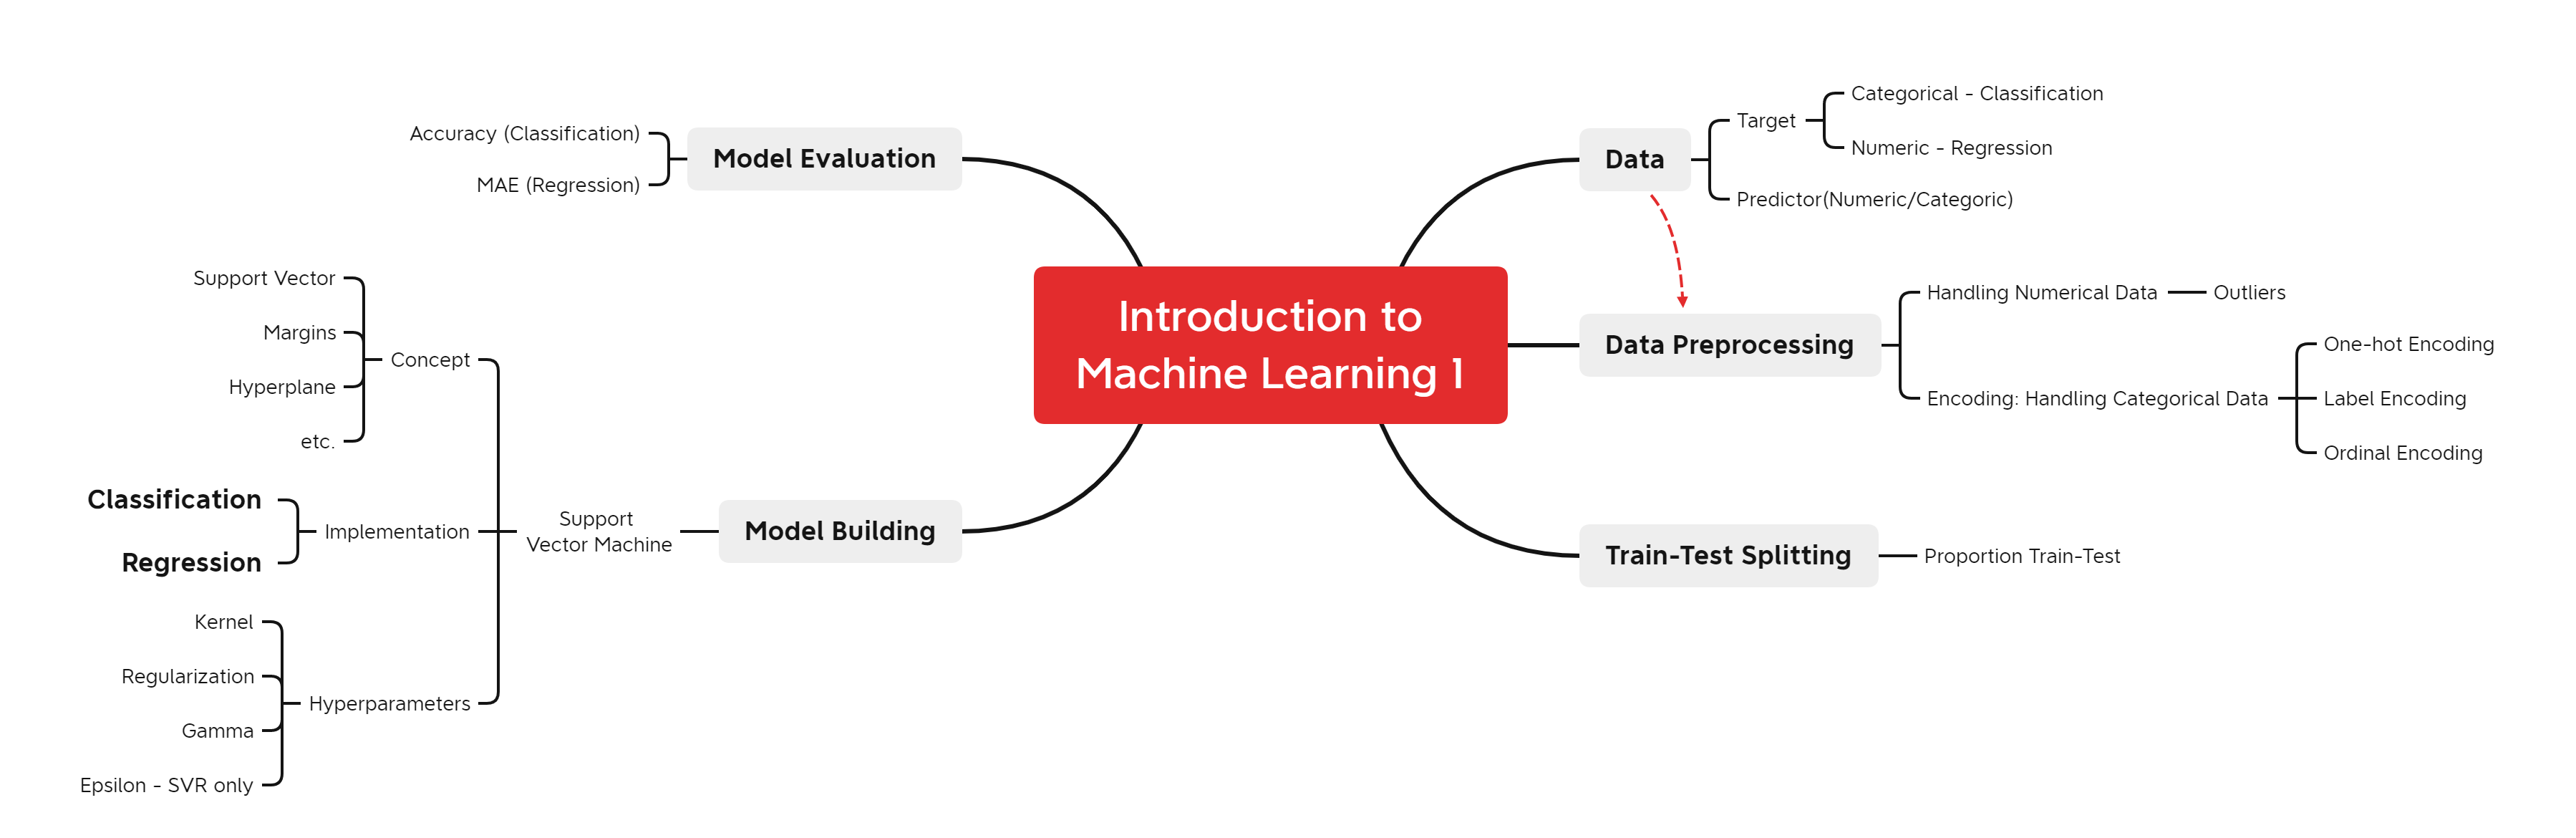 Introduction to
Machine Learning 1
Data
Target
Categorical - Classification
Numeric - Regression
Predictor(Numeric/Categoric)
Data Preprocessing
Handling Numerical Data
Outliers
Encoding: Handling Categorical Data
One-hot Encoding
Label Encoding
Ordinal Encoding
Train-Test Splitting
Proportion Train-Test
Model Building
Support
Vector Machine
Concept
Support Vector
Margins
Hyperplane
etc.
Implementation
Classification
Regression
Hyperparameters
Kernel
Regularization
Gamma
Epsilon - SVR only
Model Evaluation
Accuracy (Classification)
MAE (Regression)